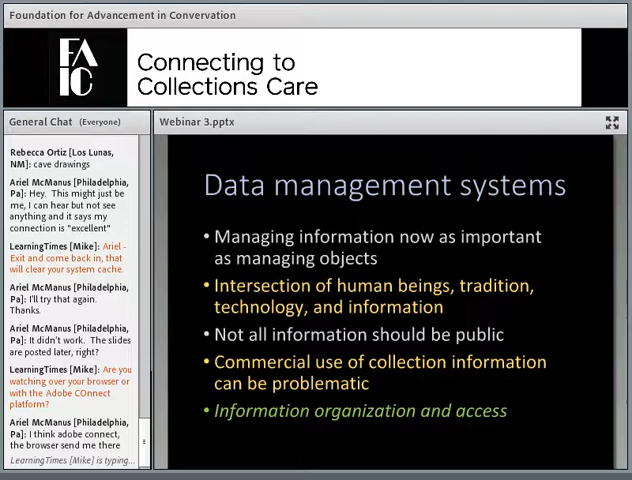 Foundation for Advancement in Convervation
FA
IC
Connecting to
Collections Care
General Chat (Everyone)
Rebecca Ortiz [Los Lunas,
NM]: cave drawings
Ariel McManus [Philadelphia,
Pa]: Hey.  This might just be
me, I can hear but not see
anything and it says my
connection is "excellent"
LearningTimes [Mike]: Ariel -
Exit and come back in, that
will clear your system cache.
Ariel McManus [Philadelphia,
Pa]: I'll try that again.
Thanks.
Ariel McManus [Philadelphia,
Pa]: It didn't work.  The slides
are posted later, right?
LearningTimes [Mike]: Are you
watching over your browser or
with the Adobe COnnect
platform?
Ariel McManus [Philadelphia,
Pa]: I think adobe connect,
the browser send me there
LearningTimes [Mike] is typing...
Webinar 3.pptx
Data management systems
• Managing information now as important
as managing objects
• Intersection of human beings, tradition,
technology, and information
• Not all information should be public
• Commercial use of collection information
can be problematic
• Information organization and access